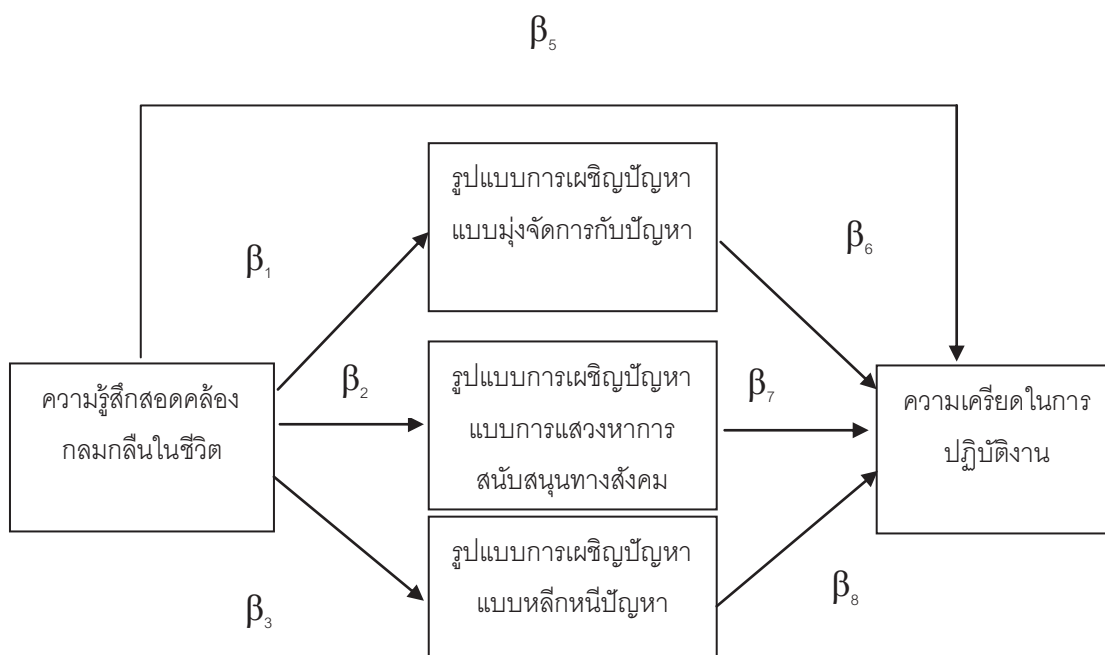 β5
รูปแบบการเผชิญปัญหา
แบบมุ่งจัดการกับปัญหา
β6
β1
ความรู้สึกสอดคล้อง
กลมกลืนในชีวิต
β2
รูปแบบการเผชิญปัญหา
แบบการแสวงหาการ
สนับสนุนทางสังคม
β7
ความเครียดในการ
ปฏิบัติงาน
รูปแบบการเผชิญปัญหา
แบบหลีกหนีปัญหา
β3
β8